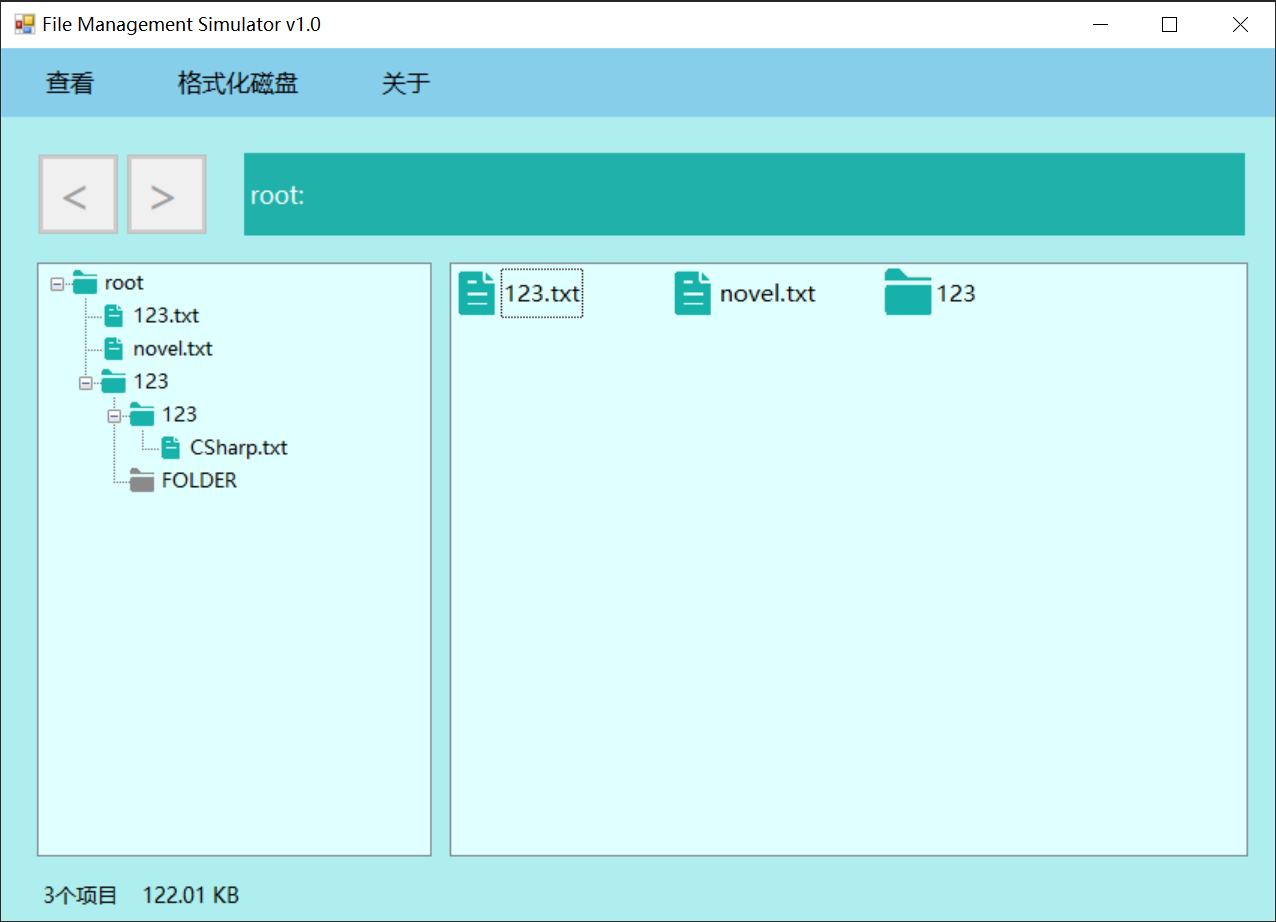 File Management Simulator v1.0
查看 格式化磁盘 关于
< > root:
root
123.txt
novel.txt
123
123
CSharp.txt
FOLDER
123.txt novel.txt 123
3个项目 122.01 KB